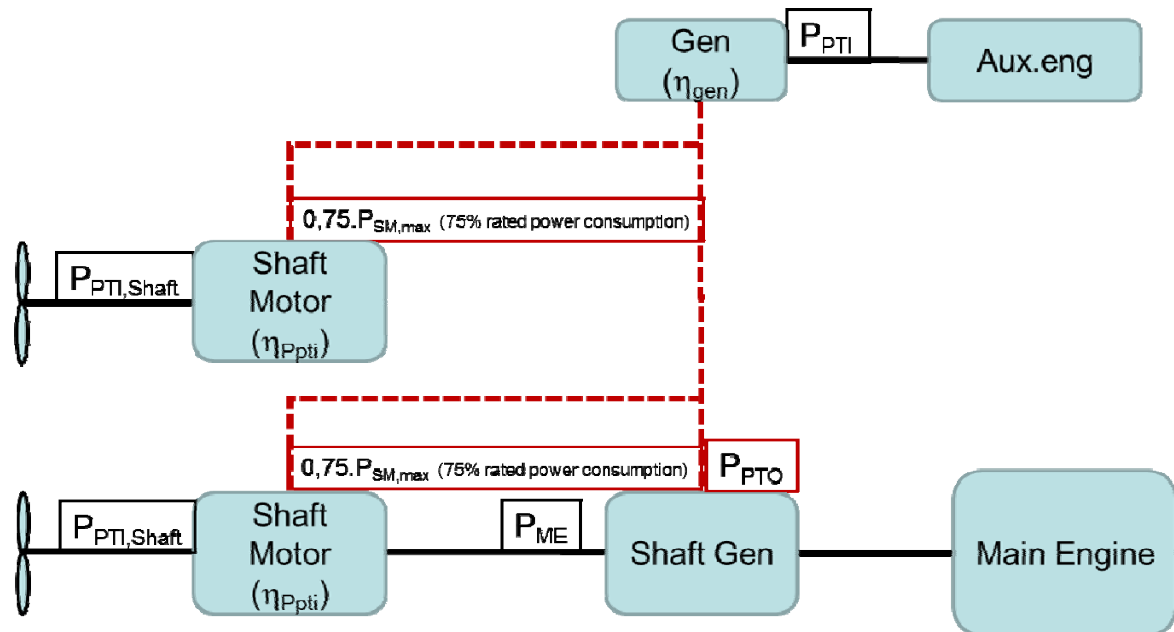 Gen
(ηgen)
PPTI
Aux.eng
0,75.PSM,max (75% rated power consumption)
PPTI,Shaft
Shaft
Motor
(ηPpti)
0,75.PSM,max (75% rated power consumption)
PPTO
PPTI,Shaft
Shaft
Motor
(ηPpti)
PME
Shaft Gen
Main Engine